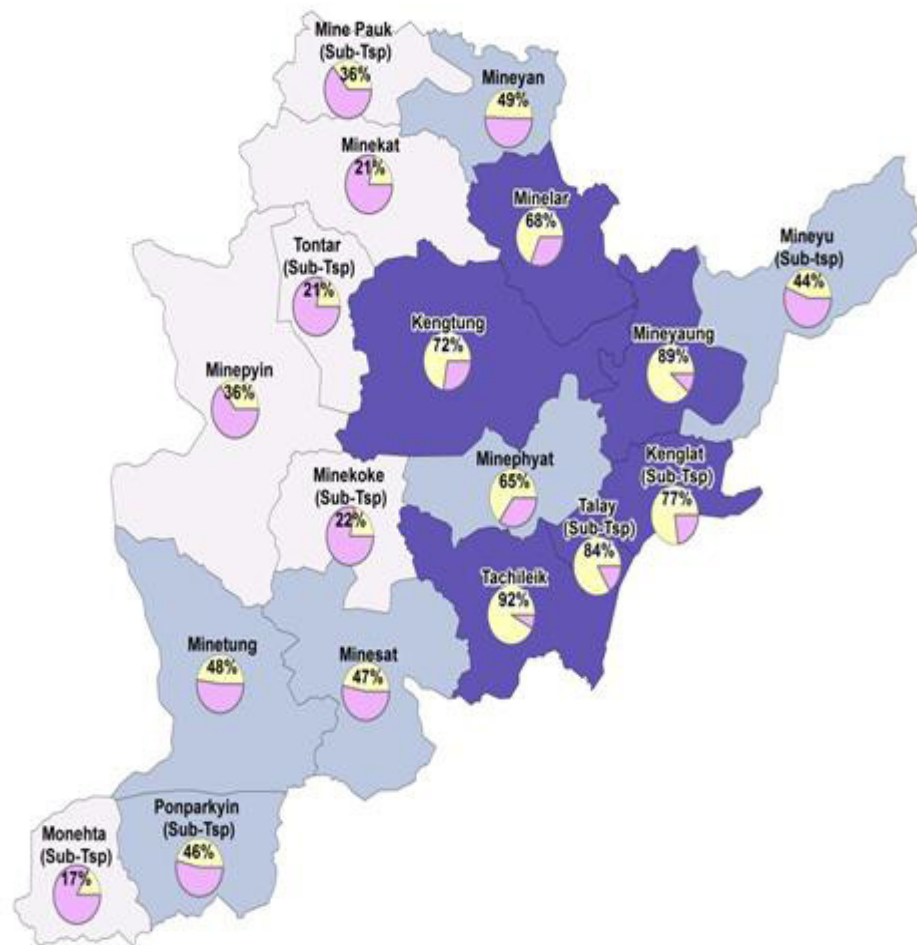 Mine Pauk
(Sub-Tsp)
36%
Mineyan
49%
Minekat
21%
Minelar
68%
Mineyu
(Sub-tsp)
44%
Tontar
(Sub-Tsp)
21%
Kengtung
72%
Mineyaung
89%
Minepyin
36%
Minekoke
(Sub-Tsp)
22%
Minephyat
65%
Kenglat
(Sub-Tsp)
77%
Talay
(Sub-Tsp)
84%
Tachileik
92%
Minetung
48%
Minesat
47%
Ponparkyin
(Sub-Tsp)
46%
Monehta
(Sub-Tsp)
17%